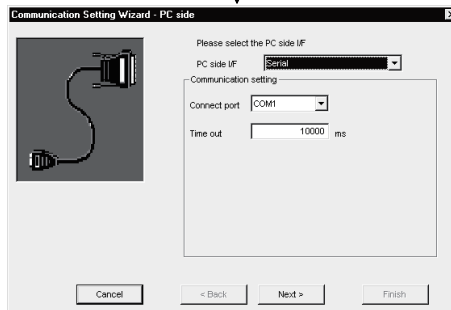 Communication Setting Wizard - PC side
Please select the PC side I/F
PC side I/F Serial
Communication setting
Connect port COM1
Time out 10000 ms
Cancel < Back Next > Finish